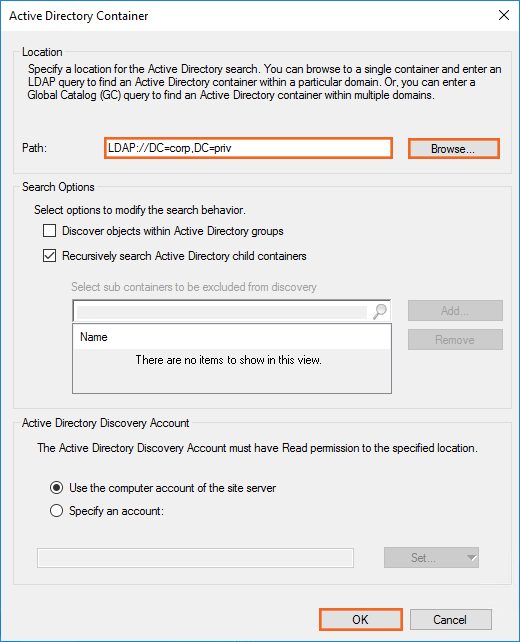 Active Directory Container
Location
Specify a location for the Active Directory search. You can browse to a single container and enter an
LDAP query to find an Active Directory container within a particular domain. Or, you can enter a
Global Catalog (GC) query to find an Active Directory container within multiple domains.
Path: LDAP://DC=corp,DC=priv Browse...
Search Options
Select options to modify the search behavior.
Discover objects within Active Directory groups
Recursively search Active Directory child containers
Select sub containers to be excluded from discovery
Add...
Name Remove
There are no items to show in this view.
Active Directory Discovery Account
The Active Directory Discovery Account must have Read permission to the specified location.
Use the computer account of the site server
Specify an account:
Set...
OK Cancel